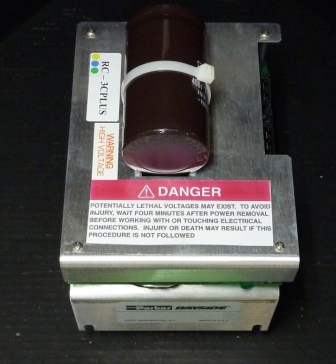 RC-3CPLUS
WARNING
HIGH VOLTAGE
DANGER
POTENTIALLY LETHAL VOLTAGES MAY EXIST. TO AVOID
INJURY, WAIT FOUR MINUTES AFTER POWER REMOVAL
BEFORE WORKING WITH OR TOUCHING ELECTRICAL
CONNECTIONS. INJURY OR DEATH MAY RESULT IF THIS
PROCEDURE IS NOT FOLLOWED
Parker BAYSIDE